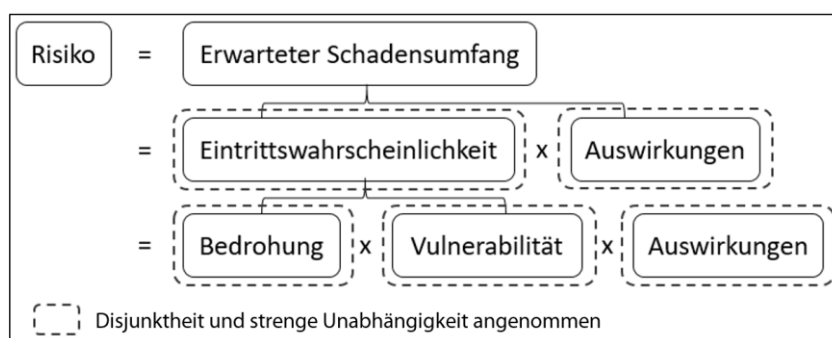 Risiko = Erwarteter Schadensumfang
= Eintrittswahrscheinlichkeit x Auswirkungen
= Bedrohung x Vulnerabilität x Auswirkungen
Disjunktheit und strenge Unabhängigkeit angenommen